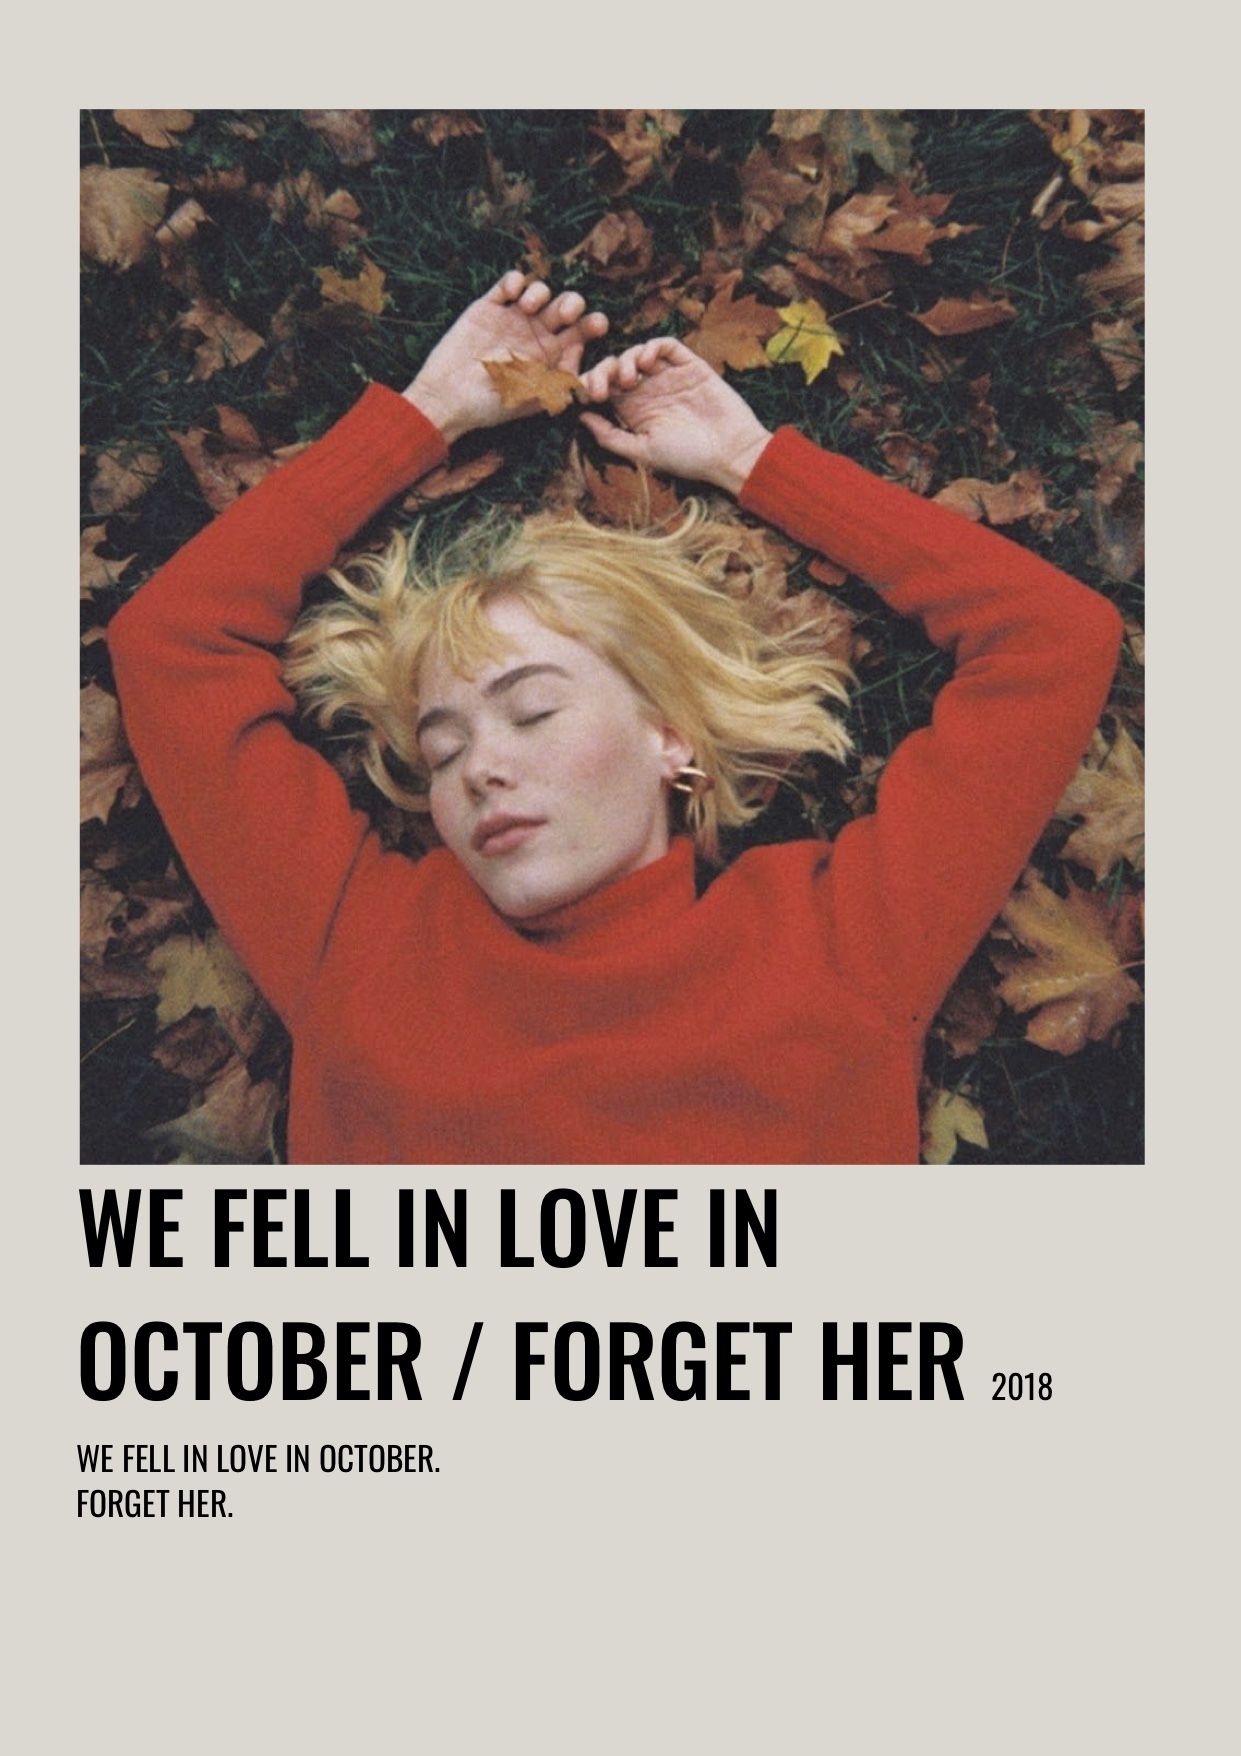 WE FELL IN LOVE IN
OCTOBER / FORGET HER 2018
WE FELL IN LOVE IN OCTOBER.
FORGET HER.